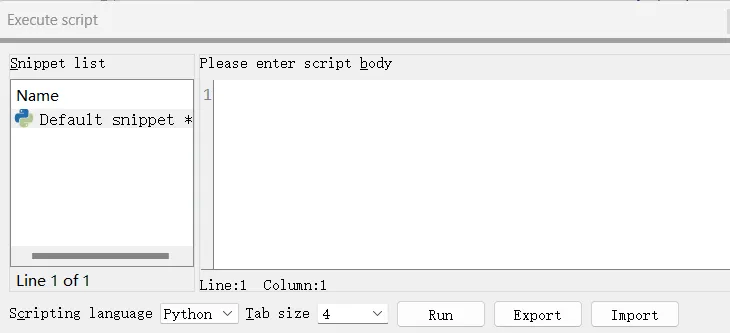 Execute script
Snippet list
Please enter script body
Name
1
Default snippet *
Line 1 of 1
Line:1 Column:1
Scripting language Python Tab size 4 Run Export Import